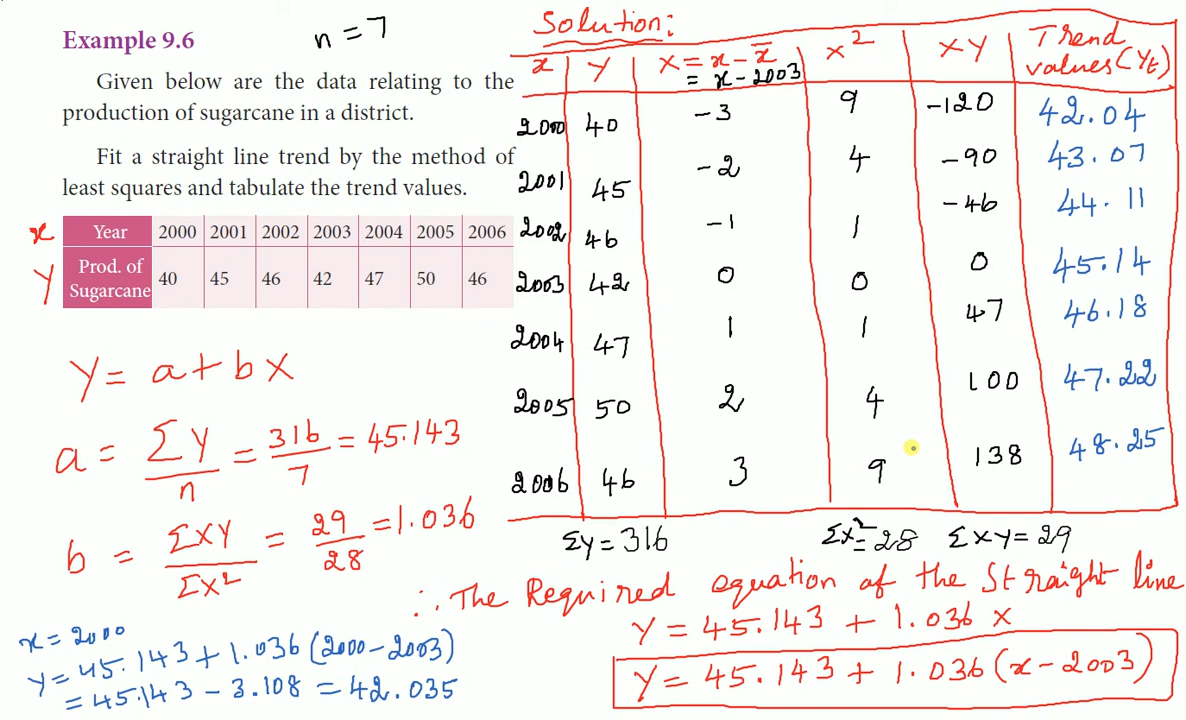 Example 9.6
n = 7
Given below are the data relating to the
production of sugarcane in a district.
Fit a straight line trend by the method of
least squares and tabulate the trend values.
x Year 2000 2001 2002 2003 2004 2005 2006
Y Prod. of Sugarcane 40 45 46 42 47 50 46
Y = a + b X
a = ΣY/n = 316/7 = 45.143
b = ΣXY/ΣX² = 29/28 = 1.036
x = 2000
Y = 45.143 + 1.036 (2000 - 2003)
= 45.143 - 3.108 = 42.035
Solution:
x Y X = x - x̄ = x - 2003 X² XY Trend values (Yt)
2000 40 -3 9 -120 42.04
2001 45 -2 4 -90 43.07
2002 46 -1 1 -46 44.11
2003 42 0 0 0 45.14
2004 47 1 1 47 46.18
2005 50 2 4 100 47.22
2006 46 3 9 138 48.25
Σy = 316 Σx² = 28 Σxy = 29
∴ The Required equation of the Straight line
Y = 45.143 + 1.036 x
Y = 45.143 + 1.036 (x - 2003)